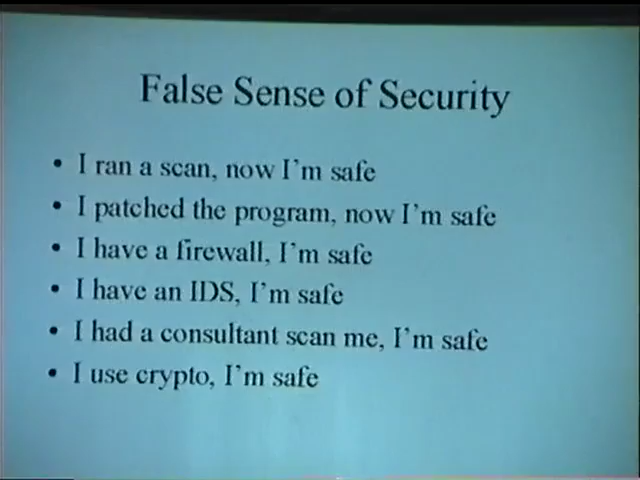 False Sense of Security
• I ran a scan, now I'm safe
• I patched the program, now I'm safe
• I have a firewall, I'm safe
• I have an IDS, I'm safe
• I had a consultant scan me, I'm safe
• I use crypto, I'm safe